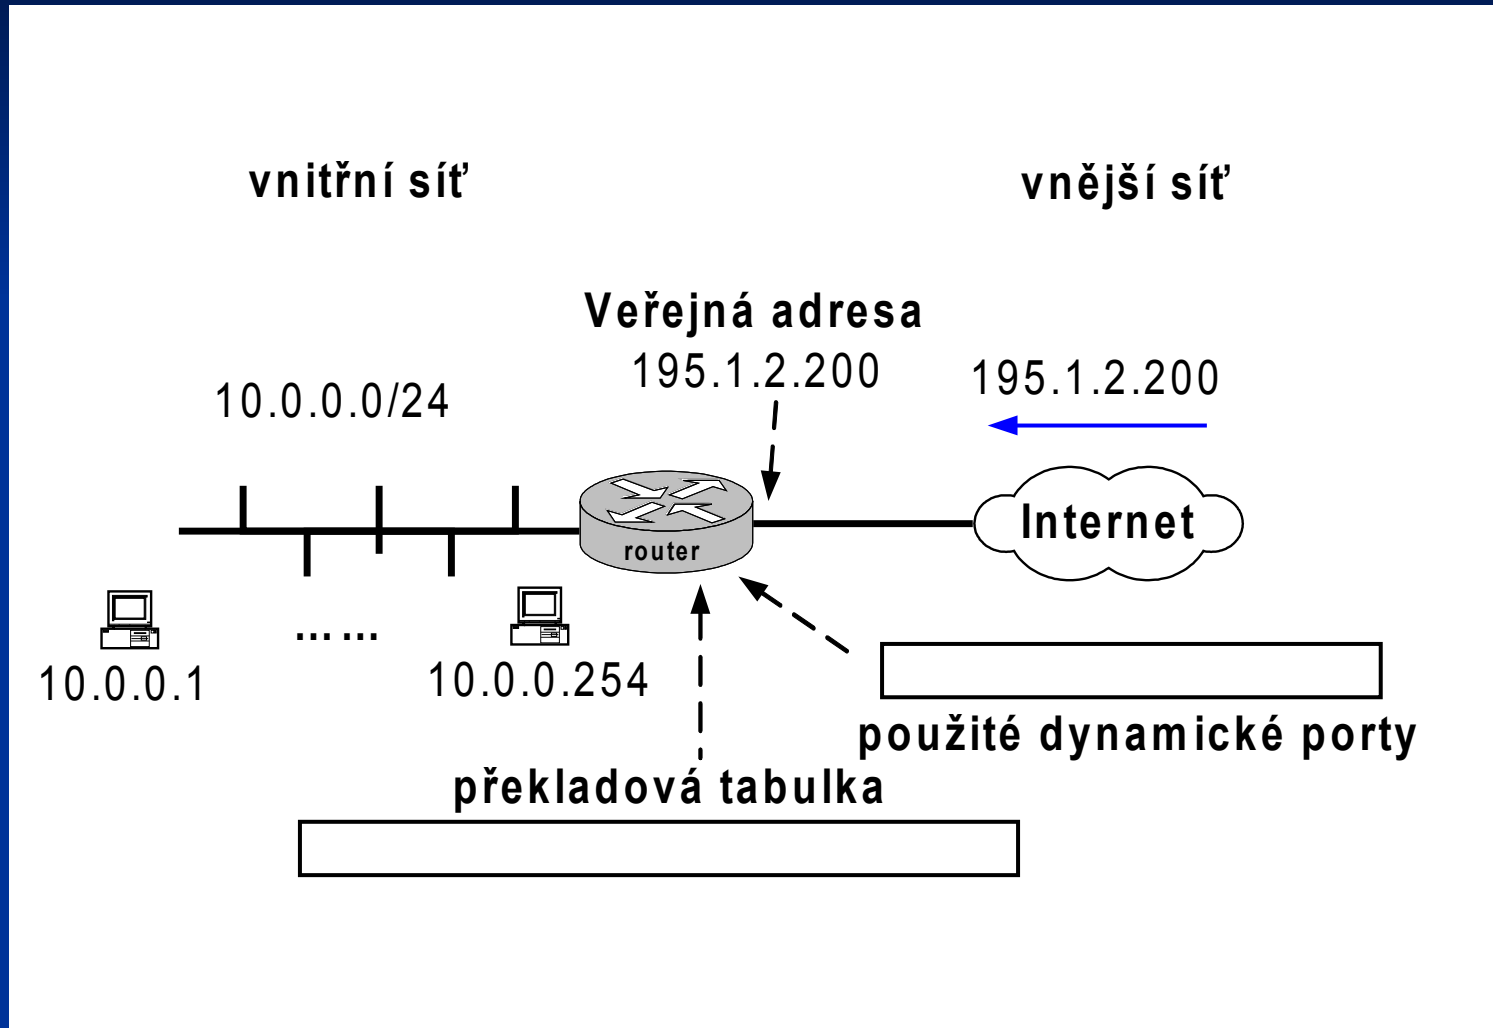 vnitřní síť
vnější síť
Veřejná adresa
195.1.2.200
195.1.2.200
10.0.0.0/24
router
Internet
......
10.0.0.1
10.0.0.254
použité dynamické porty
překladová tabulka